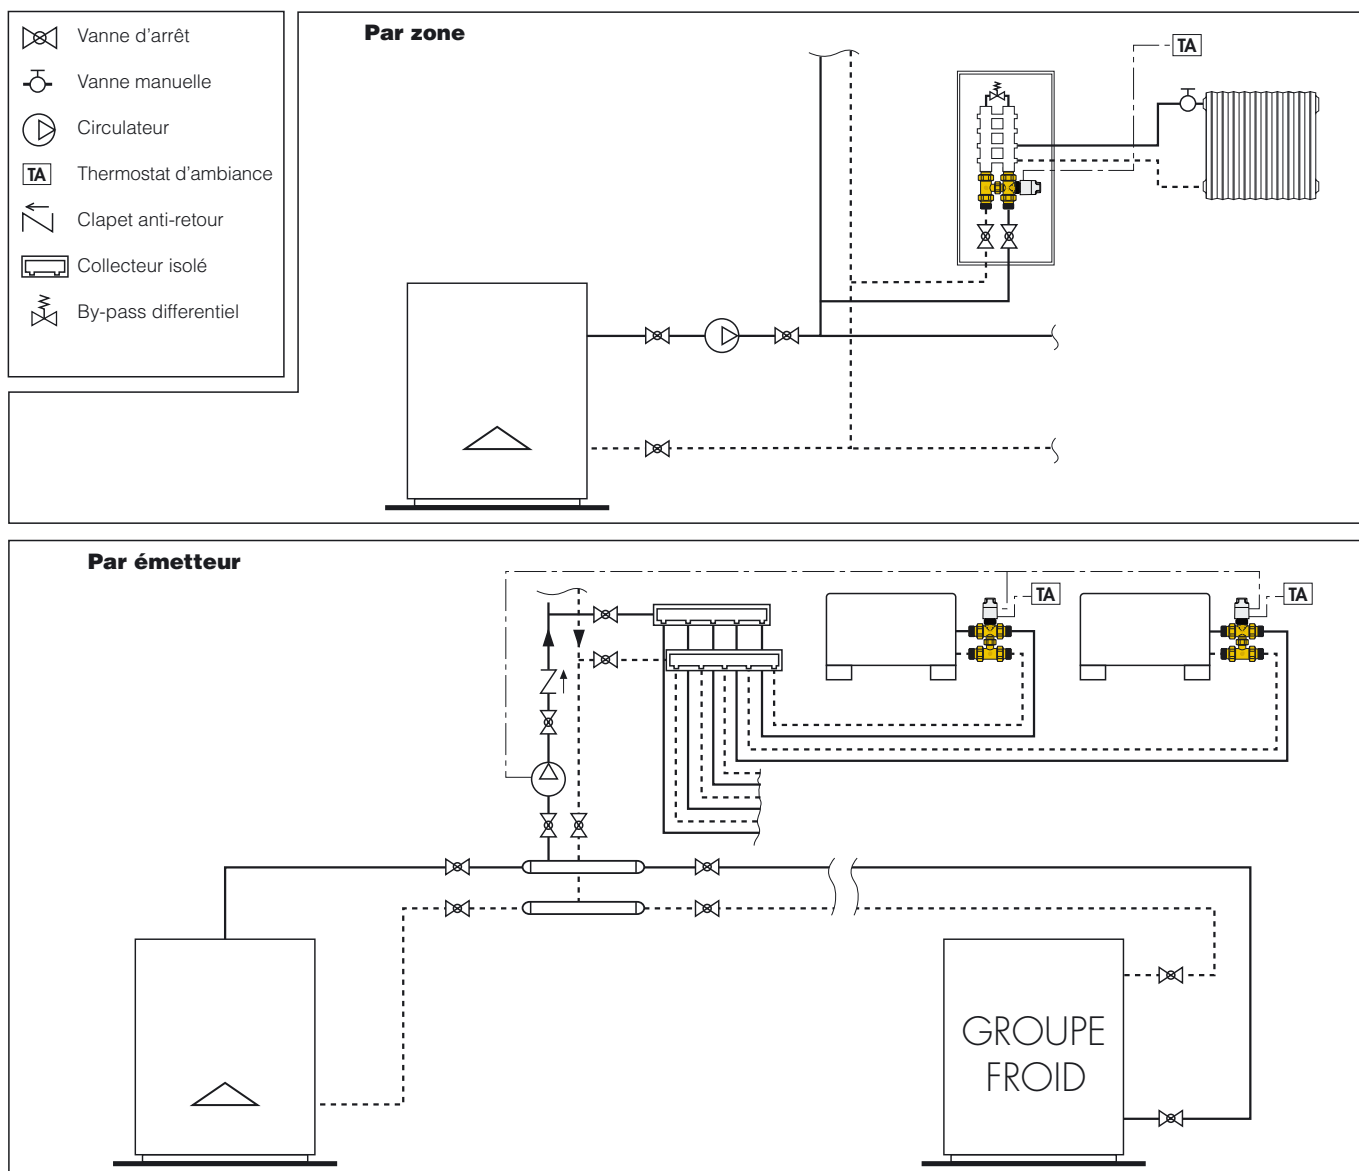 Vanne d'arrêt
Vanne manuelle
Circulateur
TA Thermostat d'ambiance
Clapet anti-retour
Collecteur isolé
By-pass differentiel
Par zone
TA
Par émetteur
TA
TA
GROUPE
FROID